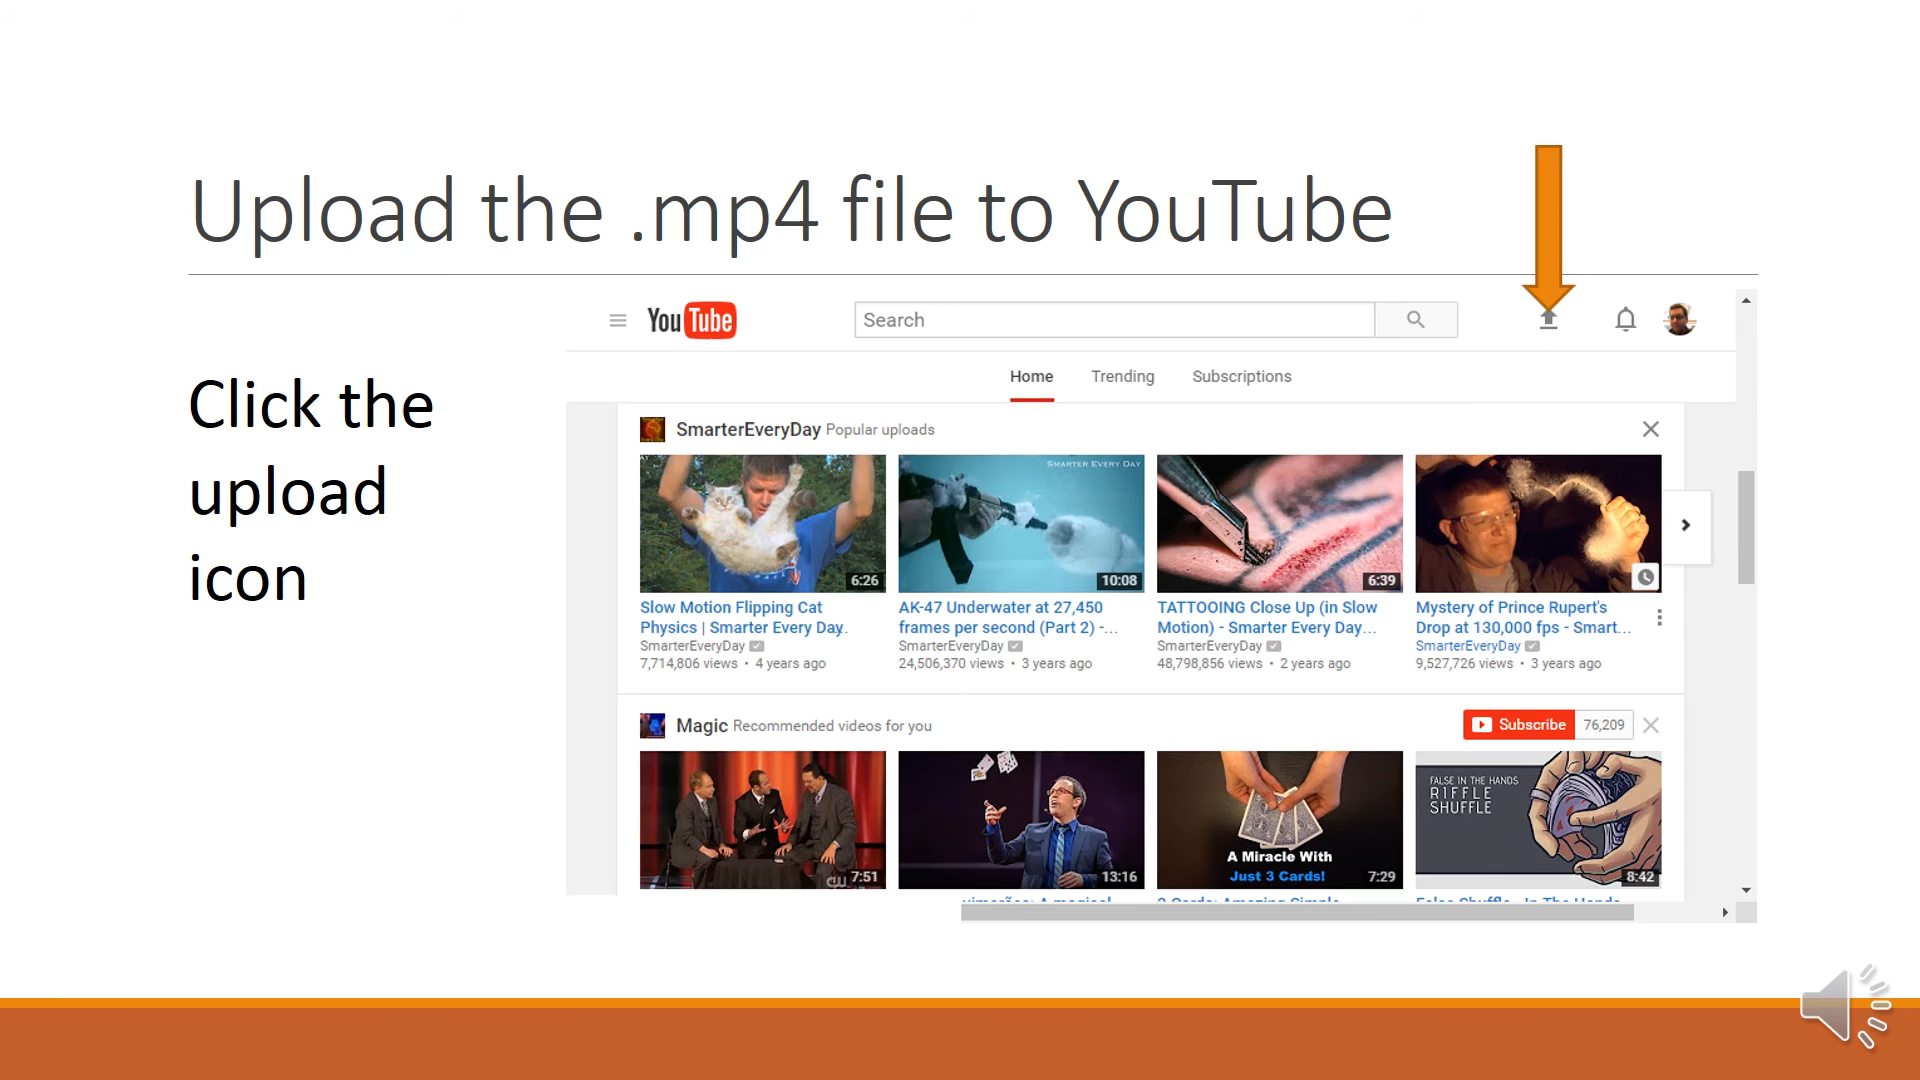 Upload the .mp4 file to YouTube
Click the
upload
icon
YouTube
Search
Home Trending Subscriptions
SmarterEveryDay Popular uploads
SMARTER EVERY DAY
6:26
10:08
6:39
Slow Motion Flipping Cat
Physics | Smarter Every Day.
SmarterEveryDay
7,714,806 views • 4 years ago
AK-47 Underwater at 27,450
frames per second (Part 2) -...
SmarterEveryDay
24,506,370 views • 3 years ago
TATTOOING Close Up (in Slow
Motion) - Smarter Every Day...
SmarterEveryDay
48,798,856 views • 2 years ago
Mystery of Prince Rupert's
Drop at 130,000 fps - Smart...
SmarterEveryDay
9,527,726 views • 3 years ago
Magic Recommended videos for you
Subscribe 76,209
CW 7:51
13:16
A Miracle With
Just 3 Cards!
7:29
FALSE IN THE HANDS
RIFFLE
SHUFFLE
8:42